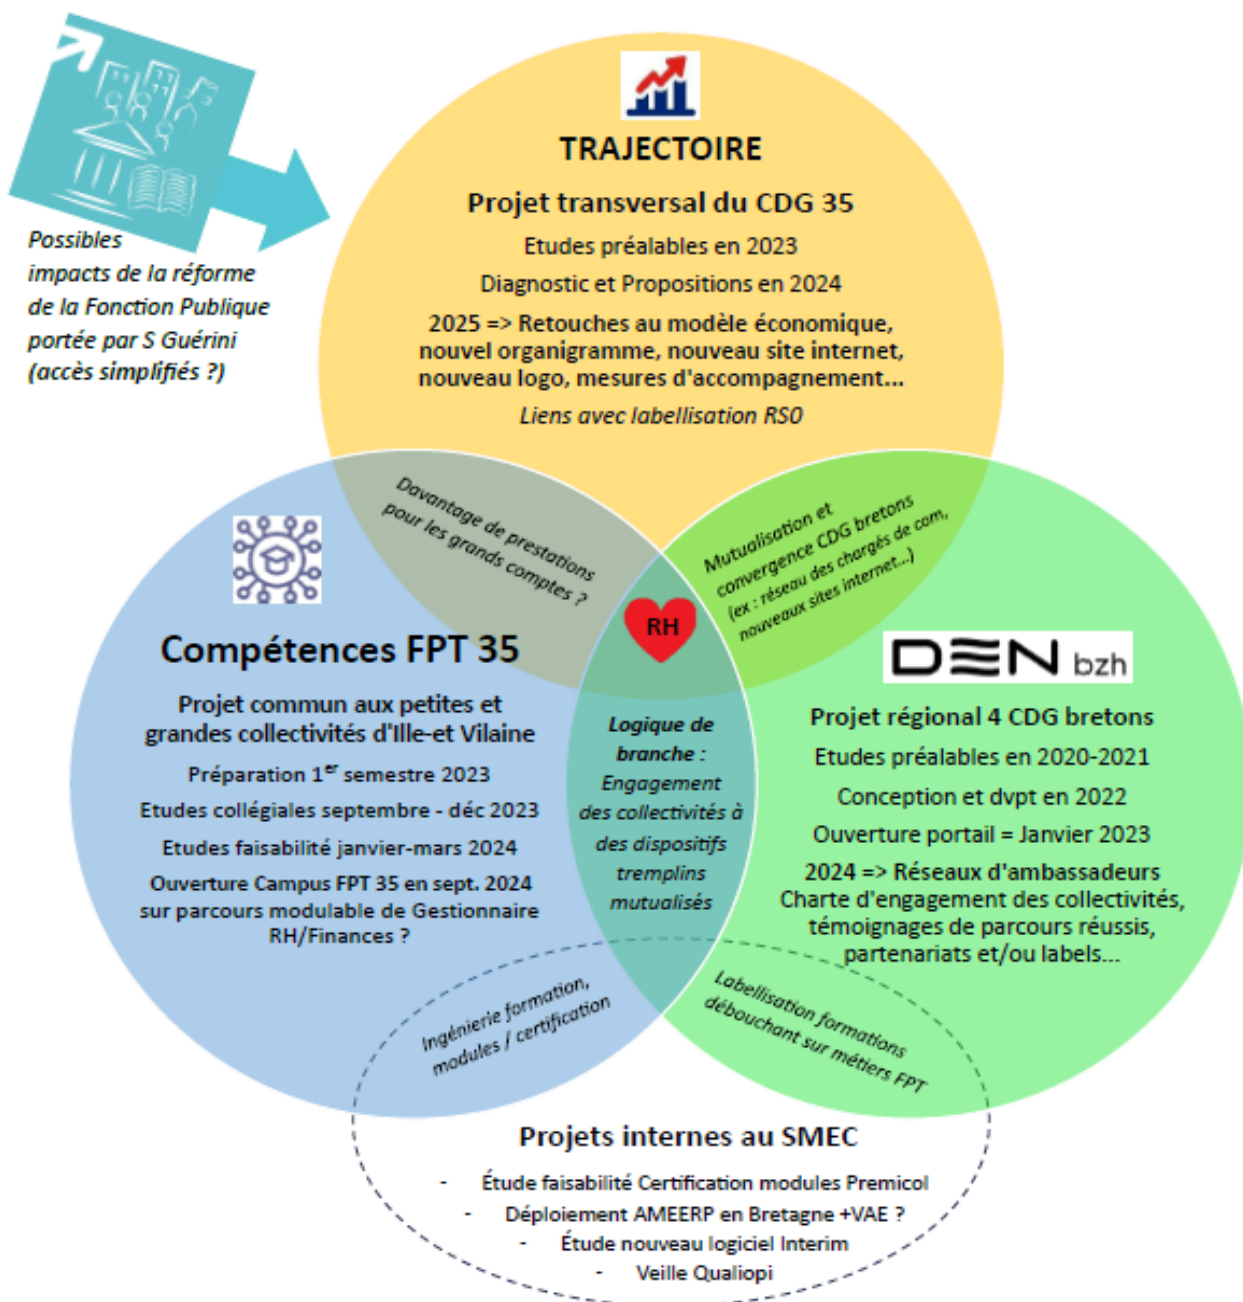 Possibles
impacts de la réforme
de la Fonction Publique
portée par S Guérini
(accès simplifiés ?)
TRAJECTOIRE
Projet transversal du CDG 35
Etudes préalables en 2023
Diagnostic et Propositions en 2024
2025 => Retouches au modèle économique,
nouvel organigramme, nouveau site internet,
nouveau logo, mesures d'accompagnement...
Liens avec labellisation RSO
Davantage de prestations
pour les grands comptes ?
Mutualisation et
convergence CDG bretons
(ex : réseau des chargés de com,
nouveaux sites internet...)
RH
Compétences FPT 35
Projet commun aux petites et
grandes collectivités d'Ille-et Vilaine
Préparation 1er semestre 2023
Etudes collégiales septembre - déc 2023
Etudes faisabilité janvier-mars 2024
Ouverture Campus FPT 35 en sept. 2024
sur parcours modulable de Gestionnaire
RH/Finances ?
Logique de
branche :
Engagement
des collectivités à
des dispositifs
tremplins
mutualisés
DEN bzh
Projet régional 4 CDG bretons
Etudes préalables en 2020-2021
Conception et dvpt en 2022
Ouverture portail = Janvier 2023
2024 => Réseaux d'ambassadeurs
Charte d'engagement des collectivités,
témoignages de parcours réussis,
partenariats et/ou labels...
Ingénierie formation,
modules / certification
Labellisation formations
débouchant sur métiers FPT
Projets internes au SMEC
- Étude faisabilité Certification modules Premicol
- Déploiement AMEERP en Bretagne +VAE ?
- Étude nouveau logiciel Interim
- Veille Qualiopi